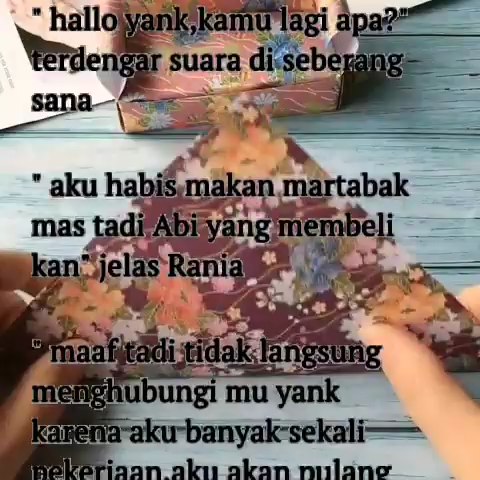 " hallo yank,kamu lagi apa?"
terdengar suara di seberang
sana
" aku habis makan martabak
mas tadi Abi yang membeli
kan" jelas Rania
" maaf tadi tidak langsung
menghubungi mu yank
karena aku banyak sekali
pekerjaan,aku akan pulang